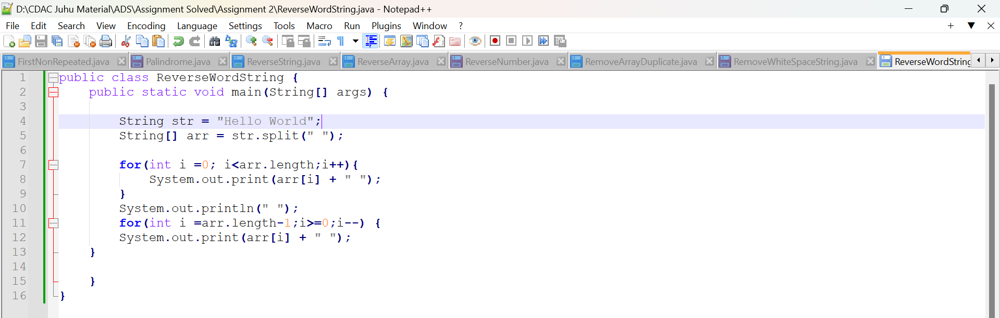 D:\CDAC Juhu Material\ADS\Assignment Solved\Assignment 2\ReverseWordString.java - Notepad++
File Edit Search View Encoding Language Settings Tools Macro Run Plugins Window ?
FirstNonRepeated.java Palindrome.java ReverseString.java ReverseArray.java ReverseNumber.java RemoveArrayDuplicate.java RemoveWhiteSpaceString.java ReverseWordString
1 public class ReverseWordString {
2 public static void main(String[] args) {
3
4 String str = "Hello World";
5 String[] arr = str.split(" ");
6
7 for(int i =0; i<arr.length;i++){
8 System.out.print(arr[i] + " ");
9 }
10 System.out.println(" ");
11 for(int i =arr.length-1;i>=0;i--) {
12 System.out.print(arr[i] + " ");
13 }
14
15 }
16 }